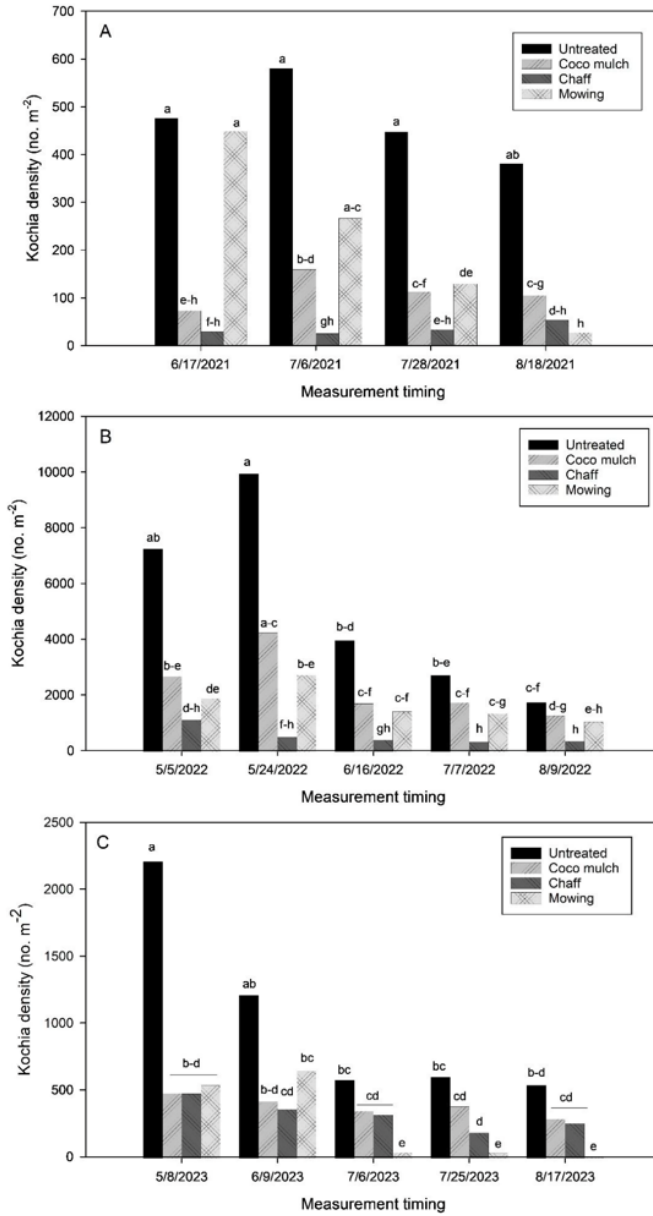 A
Untreated
Coco mulch
Chaff
Mowing
Kochia density (no. m-2)
700
600
500
400
300
200
100
0
a
e-h
f-h
a
a
b-d
gh
a-c
a
c-f
e-h
de
ab
c-g
d-h
h
6/17/2021
7/6/2021
7/28/2021
8/18/2021
Measurement timing
B
Untreated
Coco mulch
Chaff
Mowing
Kochia density (no. m-2)
12000
10000
8000
6000
4000
2000
0
ab
b-e
d-h
de
a
a-c
f-h
b-e
b-d
c-f
gh
c-f
b-e
c-f
h
c-g
c-f
d-g
h
e-h
5/5/2022
5/24/2022
6/16/2022
7/7/2022
8/9/2022
Measurement timing
C
Untreated
Coco mulch
Chaff
Mowing
Kochia density (no. m-2)
2500
2000
1500
1000
500
0
a
b-d
ab
b-d
cd
bc
bc
cd
e
bc
cd
d
e
b-d
cd
e
5/8/2023
6/9/2023
7/6/2023
7/25/2023
8/17/2023
Measurement timing